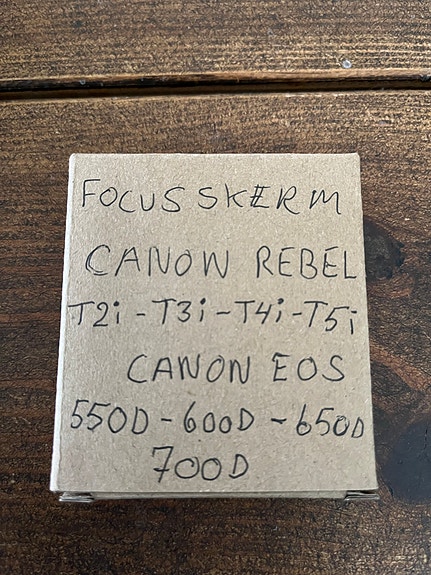 FOCUS SKERM
CANON REBEL
T2i - T3i - T4i - T5i
CANON EOS
550D - 600D - 650D
700D